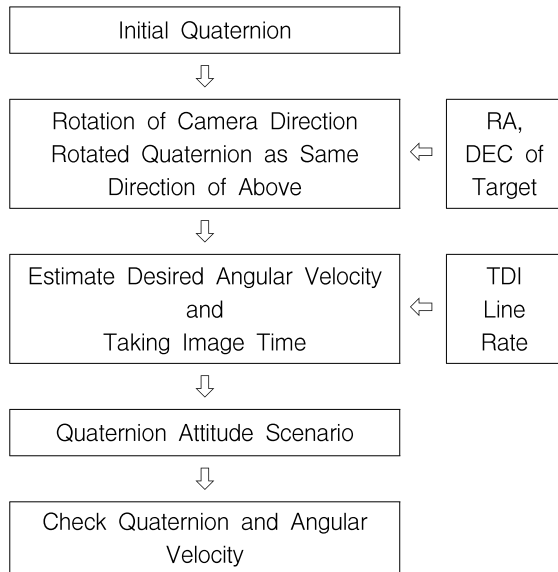 Initial Quaternion
Rotation of Camera Direction
Rotated Quaternion as Same
Direction of Above
RA,
DEC of
Target
Estimate Desired Angular Velocity
and
Taking Image Time
TDI
Line
Rate
Quaternion Attitude Scenario
Check Quaternion and Angular
Velocity